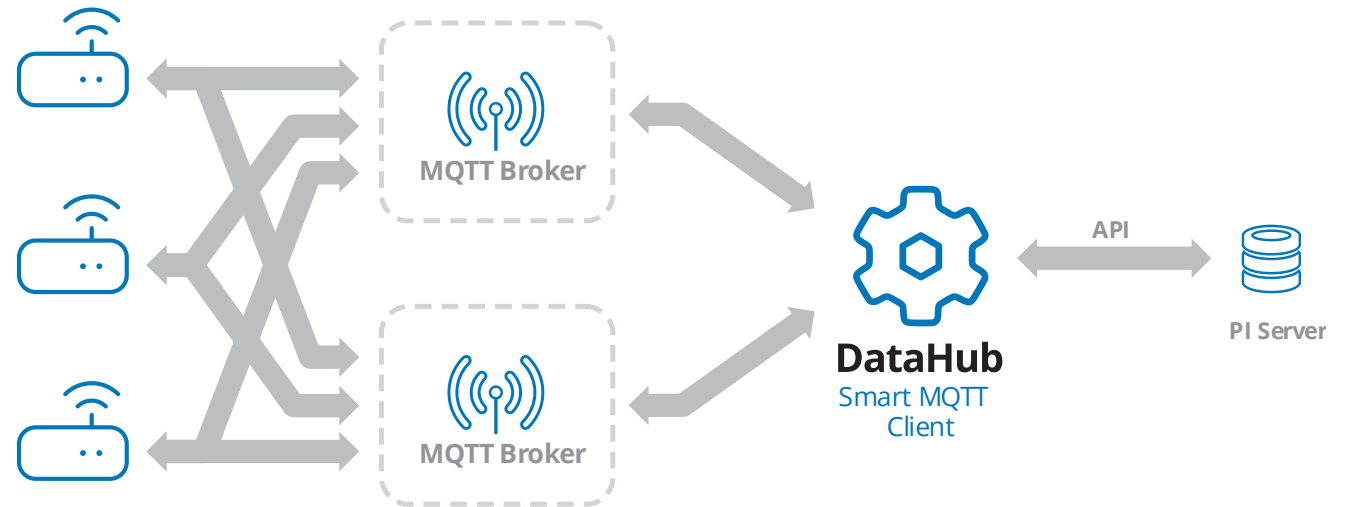 MQTT Broker
MQTT Broker
DataHub
Smart MQTT
Client
API
PI Server